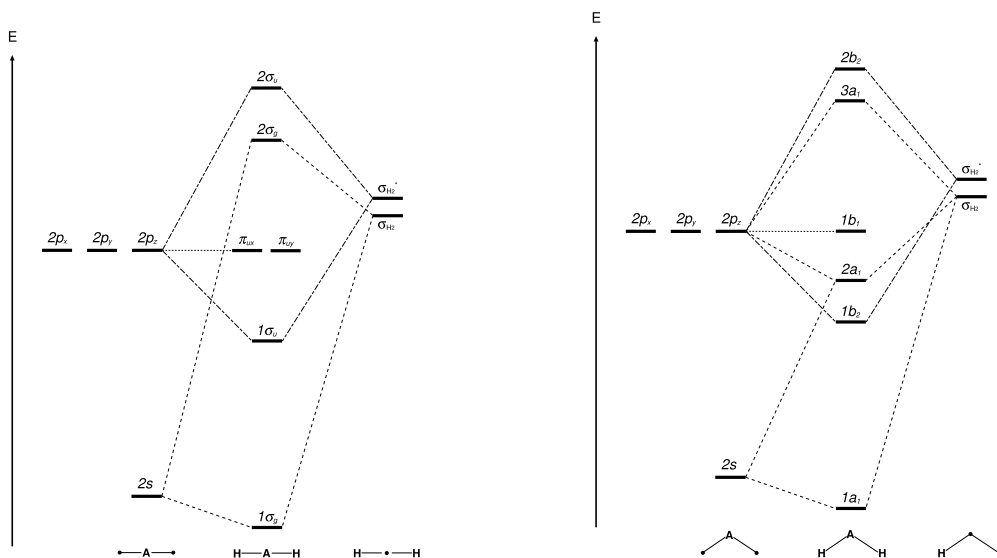 E
2σu
2σg
σH₂*
σH₂
2px 2py 2pz πux πuy
1σu
2s
1σg
A H A H H H
E
2b₂
3a₁
σH₂*
σH₂
2px 2py 2pz 1b₁
2a₁
1b₂
2s
1a₁
A A
H H H